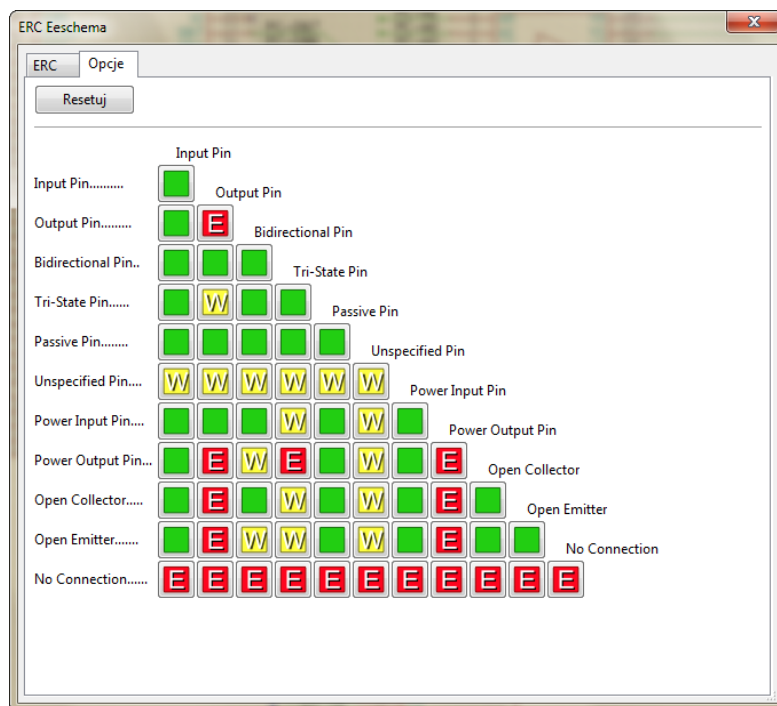 ERC Eeschema
ERC Opcje
Resetuj
Input Pin
Input Pin..........
Output Pin
Output Pin......... E
Bidirectional Pin
Bidirectional Pin..
Tri-State Pin
Tri-State Pin...... W
Passive Pin
Passive Pin........
Unspecified Pin
Unspecified Pin.... W W W W W W
Power Input Pin
Power Input Pin.... W W
Power Output Pin
Power Output Pin... E W E W E
Open Collector
Open Collector..... E W W E
Open Emitter
Open Emitter....... E W W W E
No Connection
No Connection...... E E E E E E E E E E E